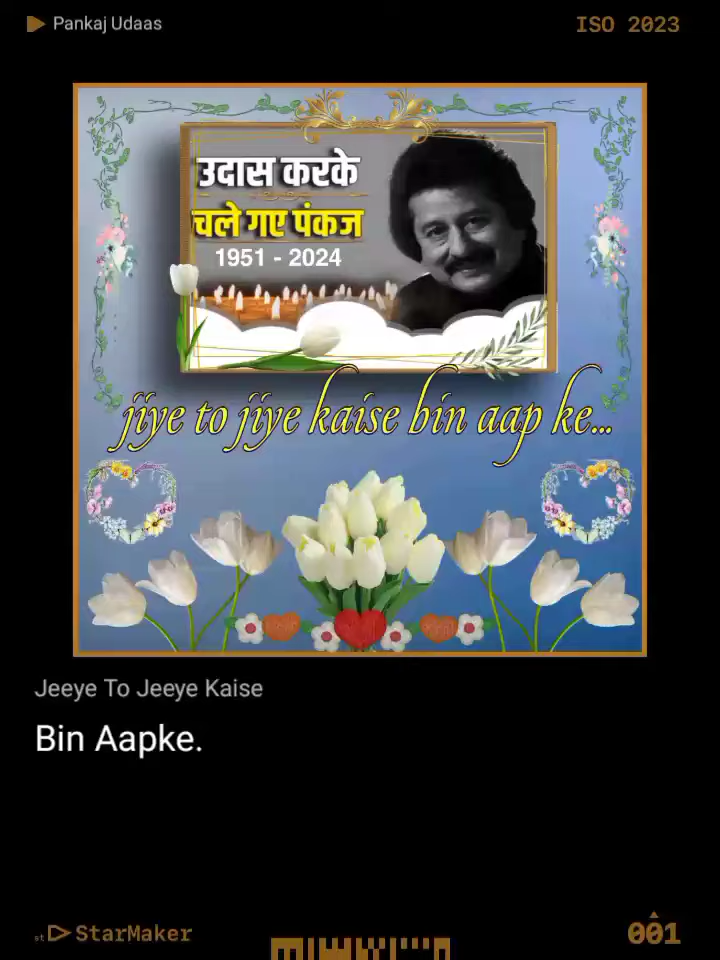 Pankaj Udaas
ISO 2023
उदास करके
चले गए पंकज
1951 - 2024
jiye to jiye kaise bin aap ke...
Jeeye To Jeeye Kaise
Bin Aapke.
st StarMaker
001